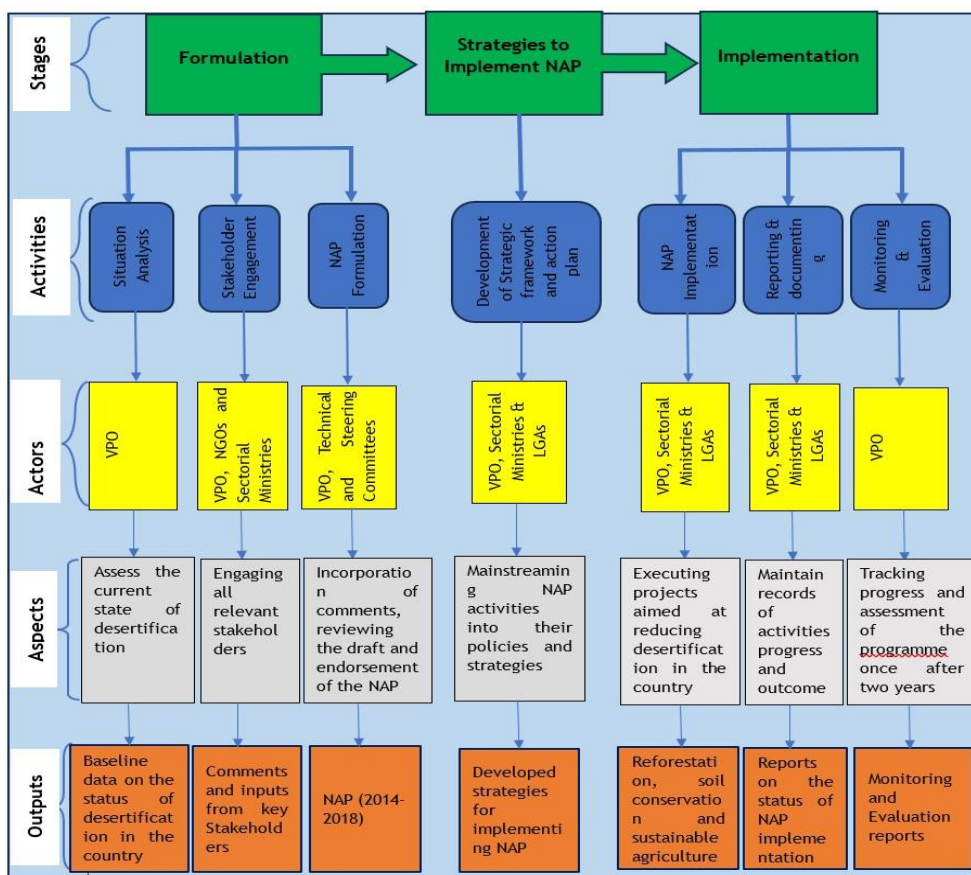 Stages
Formulation
Strategies to
Implement NAP
Implementation
Activities
Situation
Analysis
Stakeholder
Engagement
NAP
Formulation
Development
of Strategic
framework
and action
plan
NAP
Implementat
ion
Reporting &
documentin
g
Monitoring
&
Evaluation
Actors
VPO
VPO, NGOs and
Sectorial
Ministries
VPO, Technical
and Steering
Committees
VPO, Sectorial
Ministries &
LGAs
VPO, Sectorial
Ministries &
LGAs
VPO, Sectorial
Ministries &
LGAs
VPO
Aspects
Assess the
current
state of
desertifica
tion
Engaging
all
relevant
stakehol
ders
Incorporatio
n of
comments,
reviewing
the draft and
endorsement
of the NAP
Mainstreamin
g NAP
activities
into their
policies and
strategies
Executing
projects
aimed at
reducing
desertificat
ion in the
country
Maintain
records of
activities
progress
and
outcome
Tracking
progress and
assessment
of the
programme
once after
two years
Outputs
Baseline
data on the
status of
desertificat
ion in the
country
Comments
and inputs
from key
Stakehold
ers
NAP (2014-
2018)
Developed
strategies
for
implementi
ng NAP
Reforestati
on, soil
conservatio
n and
sustainable
agriculture
Reports
on the
status of
NAP
impleme
ntation
Monitoring
and
Evaluation
reports